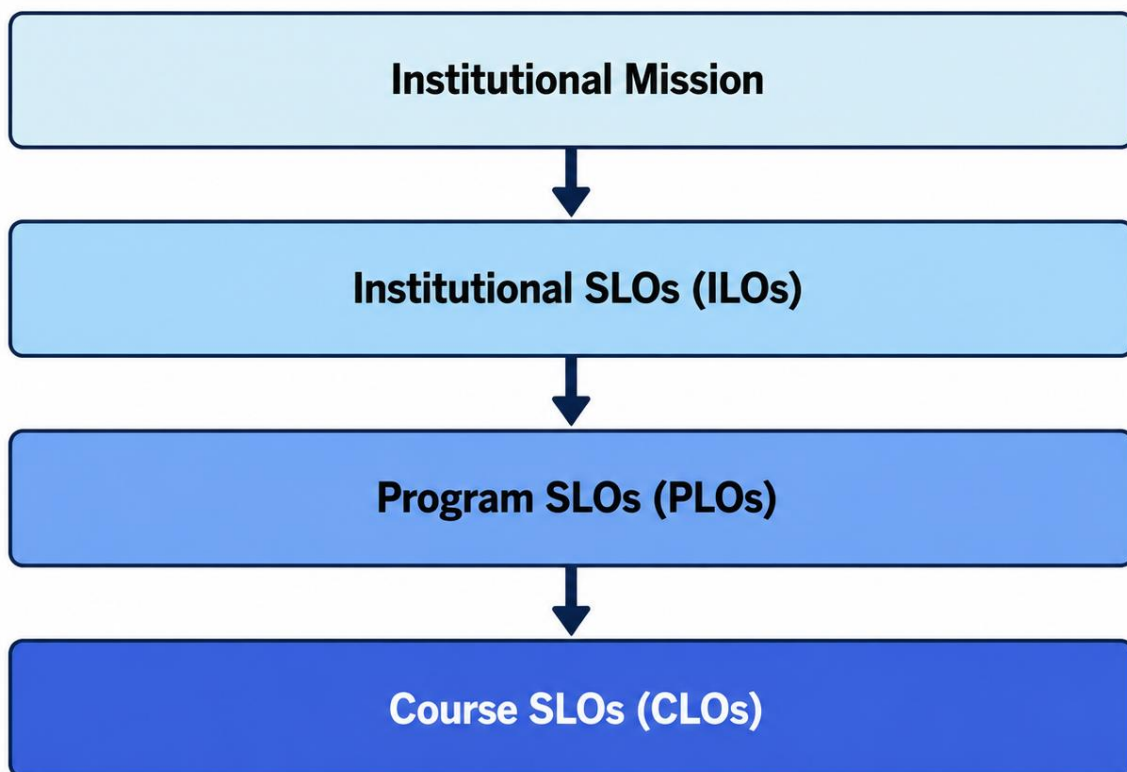 Institutional Mission
Institutional SLOs (ILOs)
Program SLOs (PLOs)
Course SLOs (CLOs)